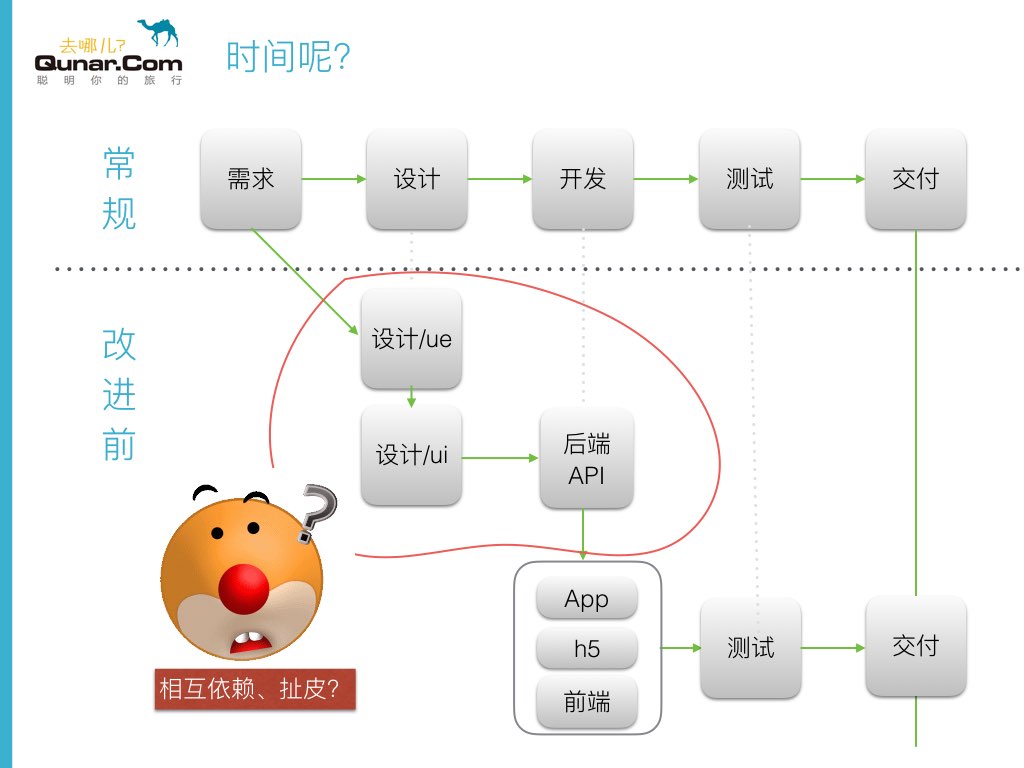 去哪儿?
Qunar.Com
聪明你的旅行
时间呢?
常规
需求
设计
开发
测试
交付
改进前
设计/ue
设计/ui
后端
API
App
h5
前端
测试
交付
相互依赖、扯皮?